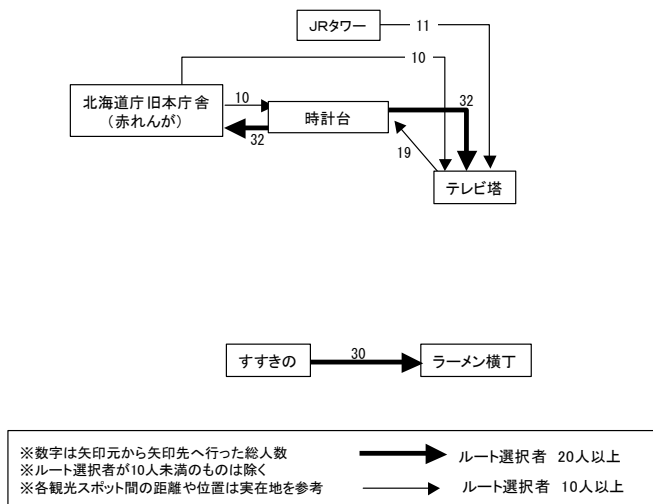 JRタワー
11
10
北海道庁旧本庁舎
(赤れんが)
10
時計台
32
32
19
テレビ塔
すすきの
30
ラーメン横丁
※数字は矢印元から矢印先へ行った総人数
※ルート選択者が10人未満のものは除く
※各観光スポット間の距離や位置は実在地を参考
ルート選択者 20人以上
ルート選択者 10人以上